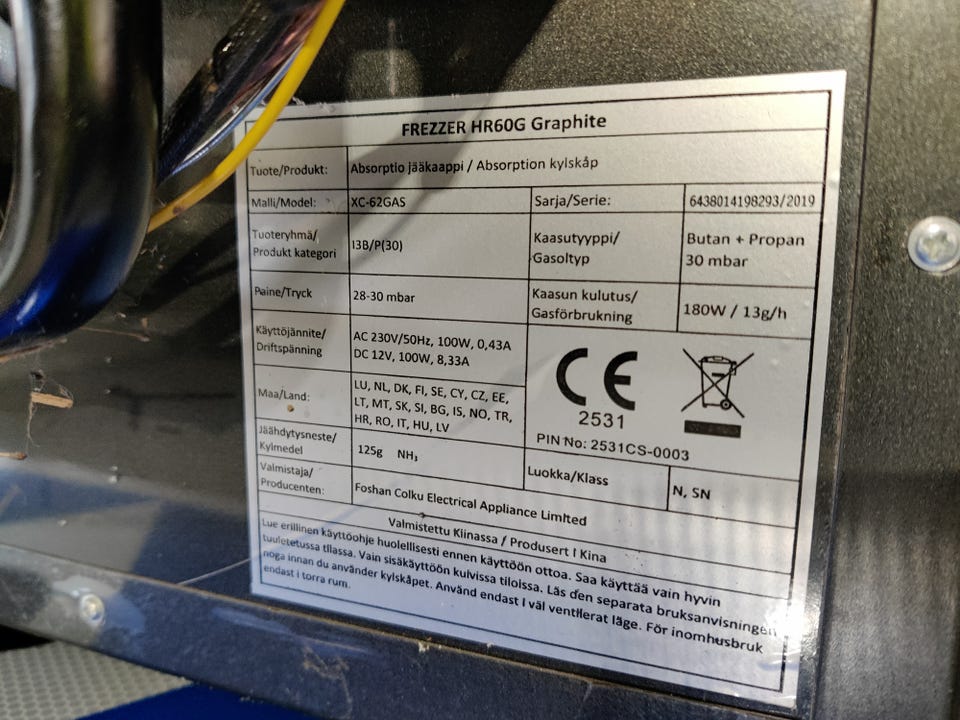 FREZZER HR60G Graphite
Tuote/Produkt: Absorptio jääkaappi / Absorption kylskåp
Malli/Model: XC-62GAS Sarja/Serie: 6438014198293/2019
Tuoteryhmä/
Produkt kategori
I3B/P(30)
Kaasutyyppi/
Gasoltyp
Butan + Propan
30 mbar
Paine/Tryck 28-30 mbar
Kaasun kulutus/
Gasförbrukning
180W / 13g/h
Käyttöjännite/
Driftspänning
AC 230V/50Hz, 100W, 0,43A
DC 12V, 100W, 8,33A
Maa/Land:
LU, NL, DK, FI, SE, CY, CZ, EE,
LT, MT, SK, SI, BG, IS, NO, TR,
HR, RO, IT, HU, LV
CE
2531
PIN No: 2531CS-0003
Jäähdytysneste/
Kylmedel
125g NH₃
Luokka/Klass N, SN
Valmistaja/
Producenten:
Foshan Colku Electrical Appliance Limited
Valmistettu Kiinassa / Produsert I Kina
Lue erillinen käyttöohje huolellisesti ennen käyttöön ottoa. Saa käyttää vain hyvin
tuuletetussa tilassa. Vain sisäkäyttöön kuivissa tiloissa. Läs den separata bruksanvisningen
noga innan du använder kylskåpet. Använd endast I väl ventilerat läge. För inomhusbruk
endast i torra rum.